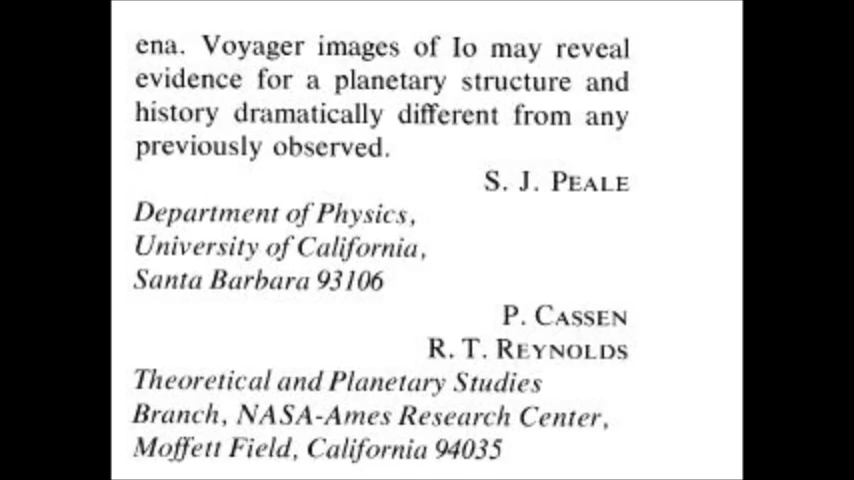 ena. Voyager images of Io may reveal
evidence for a planetary structure and
history dramatically different from any
previously observed.
S. J. PEALE
Department of Physics,
University of California,
Santa Barbara 93106
P. CASSEN
R. T. REYNOLDS
Theoretical and Planetary Studies
Branch, NASA-Ames Research Center,
Moffett Field, California 94035